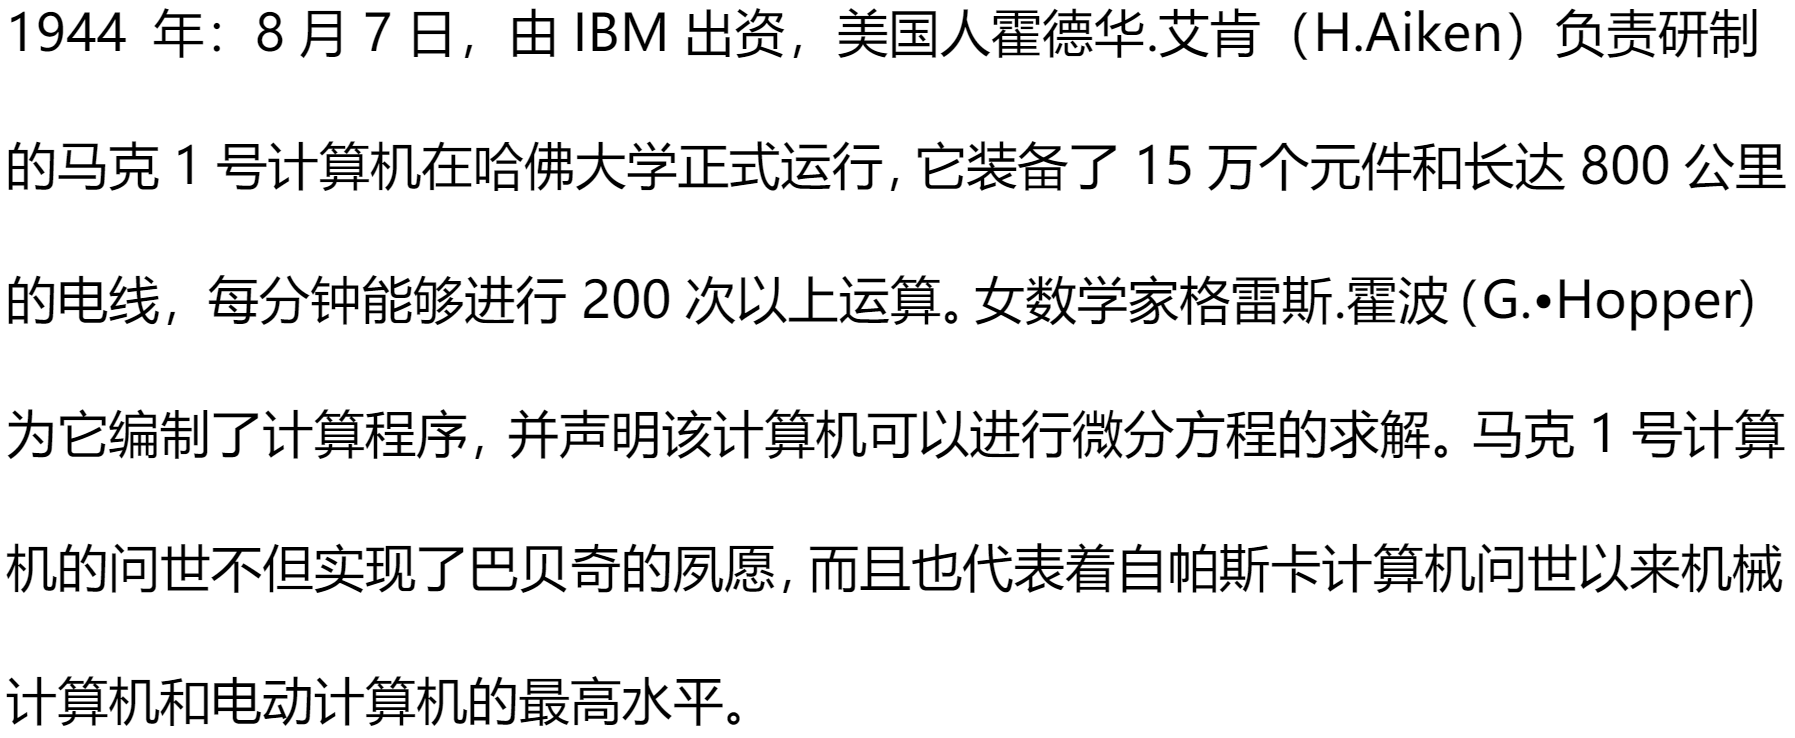 1944 年：8 月 7 日，由 IBM 出资，美国人霍德华.艾肯（H.Aiken）负责研制
的马克 1 号计算机在哈佛大学正式运行，它装备了 15 万个元件和长达 800 公里
的电线，每分钟能够进行 200 次以上运算。女数学家格雷斯.霍波（G.•Hopper)
为它编制了计算程序，并声明该计算机可以进行微分方程的求解。马克 1 号计算
机的问世不但实现了巴贝奇的夙愿，而且也代表着自帕斯卡计算机问世以来机械
计算机和电动计算机的最高水平。